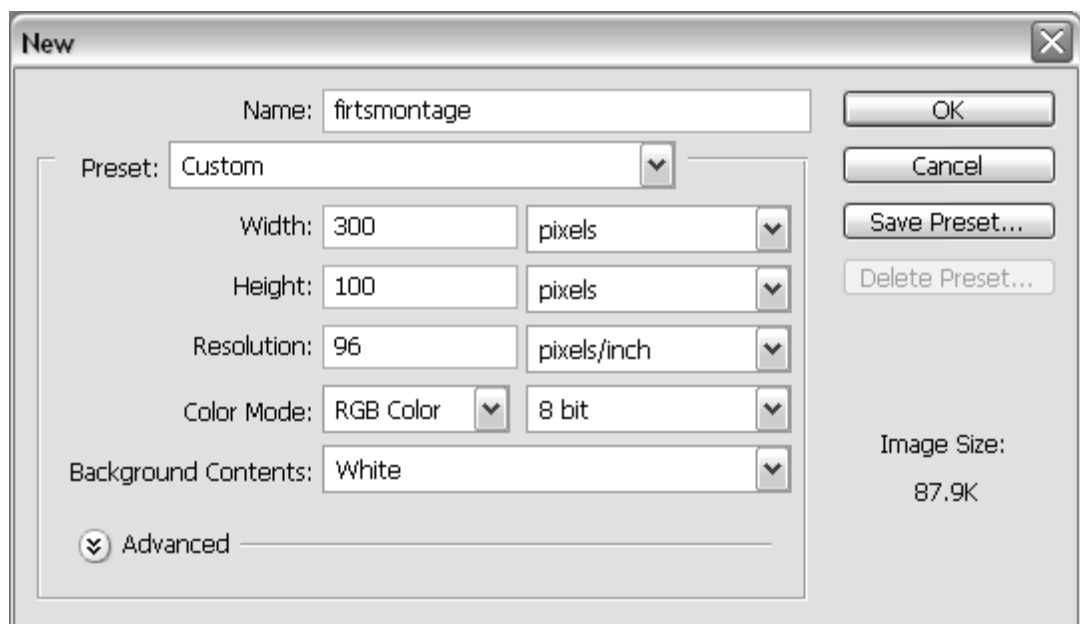 New
Name: firtsmontage
OK
Preset: Custom
Cancel
Width: 300 pixels
Save Preset...
Height: 100 pixels
Delete Preset...
Resolution: 96 pixels/inch
Color Mode: RGB Color 8 bit
Image Size:
Background Contents: White
87.9K
Advanced